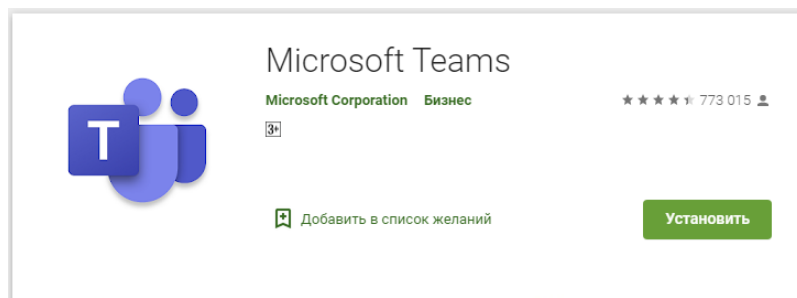 Microsoft Teams
Microsoft Corporation Бизнес
773 015
3+
T
Добавить в список желаний
Установить